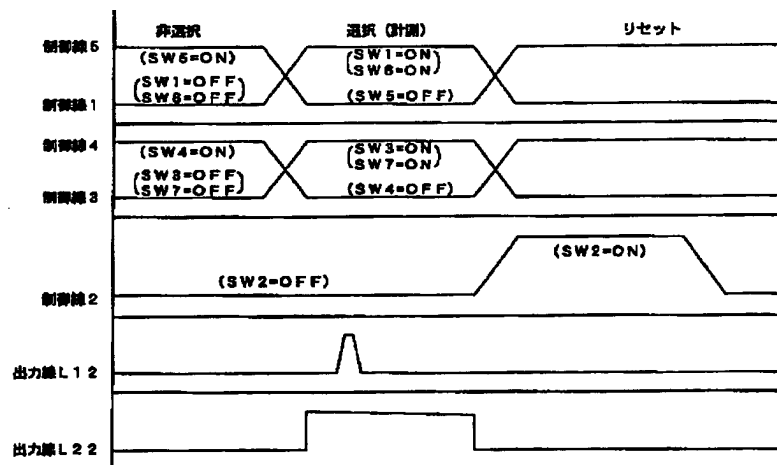 非選択 選択（計測） リセット
制御線5 (SW5=ON) (SW1=ON
SW6=ON)
(SW1=OFF
SW6=OFF)
制御線1 (SW5=OFF)
制御線4 (SW4=ON) (SW3=ON
SW7=ON)
(SW3=OFF
SW7=OFF)
制御線3 (SW4=OFF)
(SW2=ON)
(SW2=OFF)
制御線2
出力線L12
出力線L22